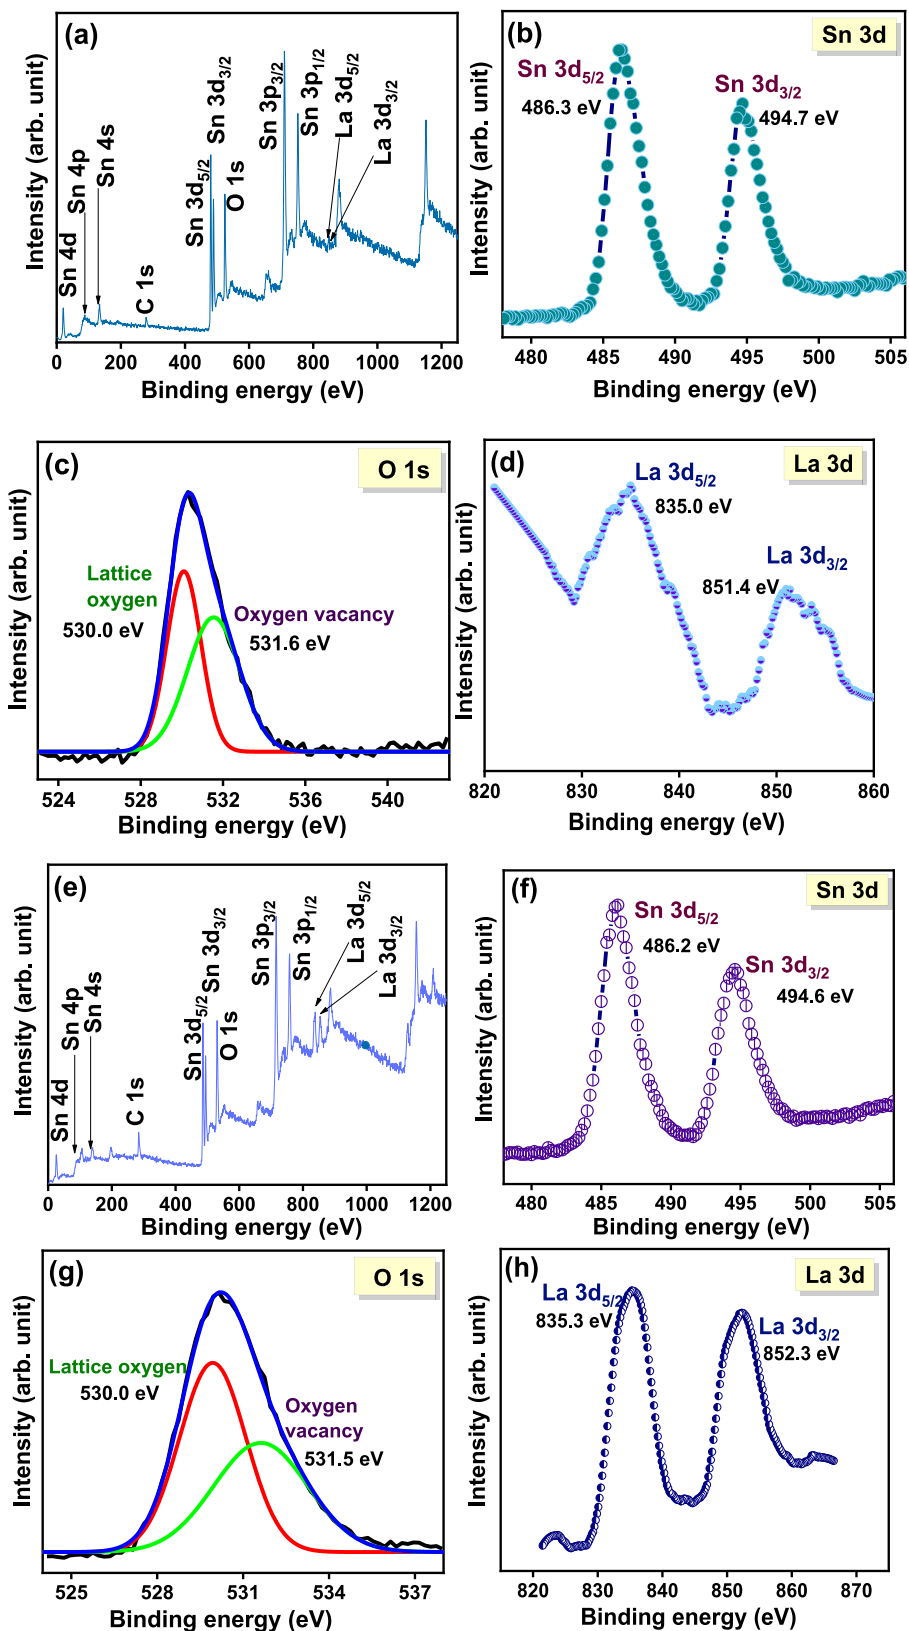 (a)
Intensity (arb. unit)
Sn 4d
Sn 4p
Sn 4s
C 1s
Sn 3d5/2
Sn 3d3/2
O 1s
Sn 3p3/2
Sn 3p1/2
La 3d5/2
La 3d3/2
0 200 400 600 800 1000 1200
Binding energy (eV)
(b)
Sn 3d
Intensity (arb. unit)
Sn 3d5/2
486.3 eV
Sn 3d3/2
494.7 eV
480 485 490 495 500 505
Binding energy (eV)
(c)
O 1s
Intensity (arb. unit)
Lattice
oxygen
530.0 eV
Oxygen vacancy
531.6 eV
524 528 532 536 540
Binding energy (eV)
(d)
La 3d
Intensity (arb. unit)
La 3d5/2
835.0 eV
La 3d3/2
851.4 eV
820 830 840 850 860
Binding energy (eV)
(e)
Intensity (arb. unit)
Sn 4d
Sn 4p
Sn 4s
C 1s
Sn 3d5/2
Sn 3d3/2
O 1s
Sn 3p3/2
Sn 3p1/2
La 3d5/2
La 3d3/2
0 200 400 600 800 1000 1200
Binding energy (eV)
(f)
Sn 3d
Intensity (arb. unit)
Sn 3d5/2
486.2 eV
Sn 3d3/2
494.6 eV
480 485 490 495 500 505
Binding energy (eV)
(g)
O 1s
Intensity (arb. unit)
Lattice oxygen
530.0 eV
Oxygen
vacancy
531.5 eV
525 528 531 534 537
Binding energy (eV)
(h)
La 3d
Intensity (arb. unit)
La 3d5/2
835.3 eV
La 3d3/2
852.3 eV
820 830 840 850 860 870
Binding energy (eV)